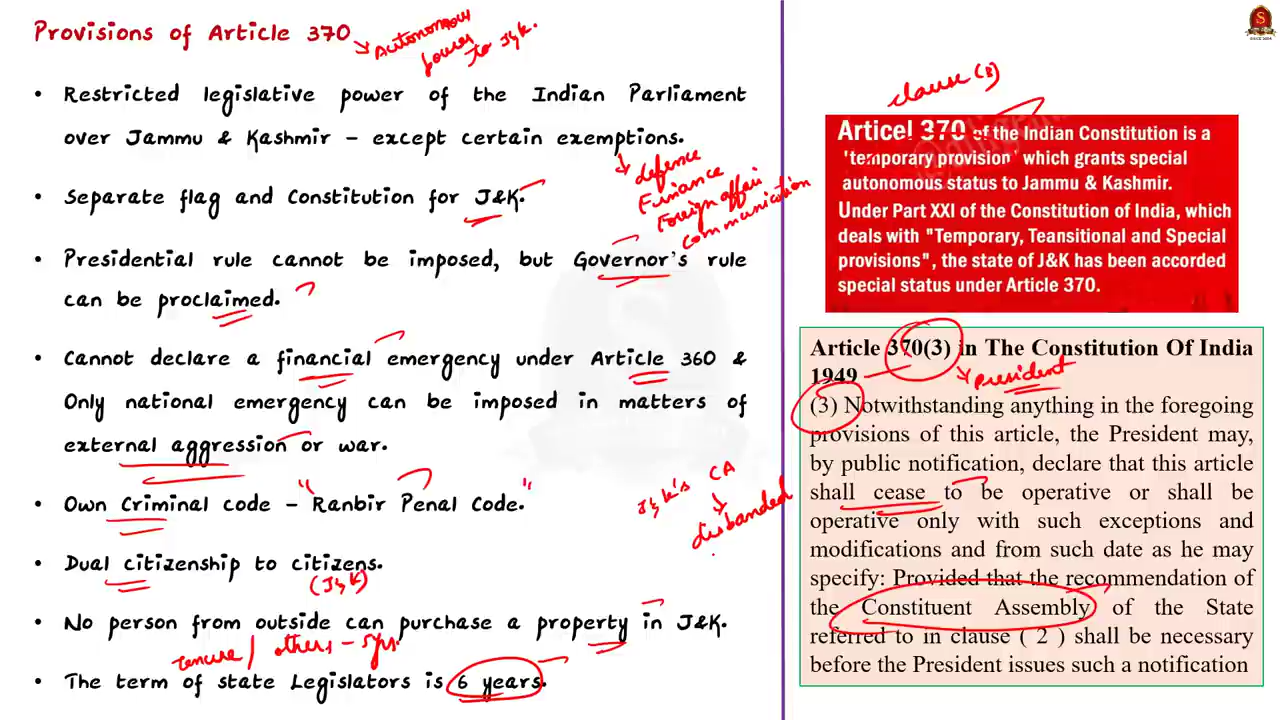 Provisions of Article 370
Autonomous
power
to J&K.
• Restricted legislative power of the Indian Parliament
over Jammu & Kashmir – except certain exemptions.
defence
Finance
Foreign affair
communication
• Separate flag and Constitution for J&K.
• Presidential rule cannot be imposed, but Governor's rule
can be proclaimed.
• Cannot declare a financial emergency under Article 360 &
Only national emergency can be imposed in matters of
external aggression or war.
• Own Criminal code – "Ranbir Penal Code."
• Dual citizenship to citizens.
(J&K)
• No person from outside can purchase a property in J&K.
tenure / others – 5yrs.
• The term of state Legislators is 6 years.
J&K's CA
disbanded
clause (3)
Articel 370 of the Indian Constitution is a
'temporary provision' which grants special
autonomous status to Jammu & Kashmir.
Under Part XXI of the Constitution of India, which
deals with "Temporary, Teansitional and Special
provisions", the state of J&K has been accorded
special status under Article 370.
Article 370(3) in The Constitution Of India
1949
President
(3) Notwithstanding anything in the foregoing
provisions of this article, the President may,
by public notification, declare that this article
shall cease to be operative or shall be
operative only with such exceptions and
modifications and from such date as he may
specify: Provided that the recommendation of
the Constituent Assembly of the State
referred to in clause ( 2 ) shall be necessary
before the President issues such a notification